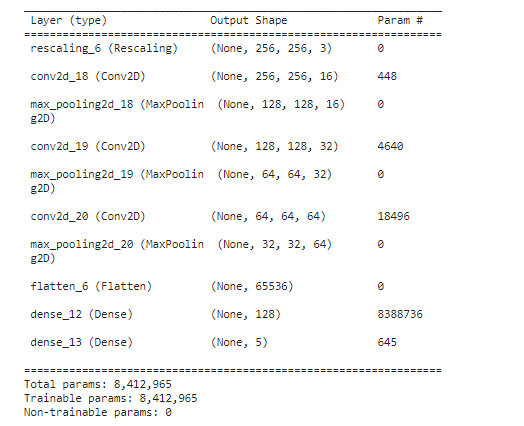 Layer (type) Output Shape Param #
rescaling_6 (Rescaling) (None, 256, 256, 3) 0
conv2d_18 (Conv2D) (None, 256, 256, 16) 448
max_pooling2d_18 (MaxPoolin (None, 128, 128, 16) 0
g2D)
conv2d_19 (Conv2D) (None, 128, 128, 32) 4640
max_pooling2d_19 (MaxPoolin (None, 64, 64, 32) 0
g2D)
conv2d_20 (Conv2D) (None, 64, 64, 64) 18496
max_pooling2d_20 (MaxPoolin (None, 32, 32, 64) 0
g2D)
flatten_6 (Flatten) (None, 65536) 0
dense_12 (Dense) (None, 128) 8388736
dense_13 (Dense) (None, 5) 645
Total params: 8,412,965
Trainable params: 8,412,965
Non-trainable params: 0